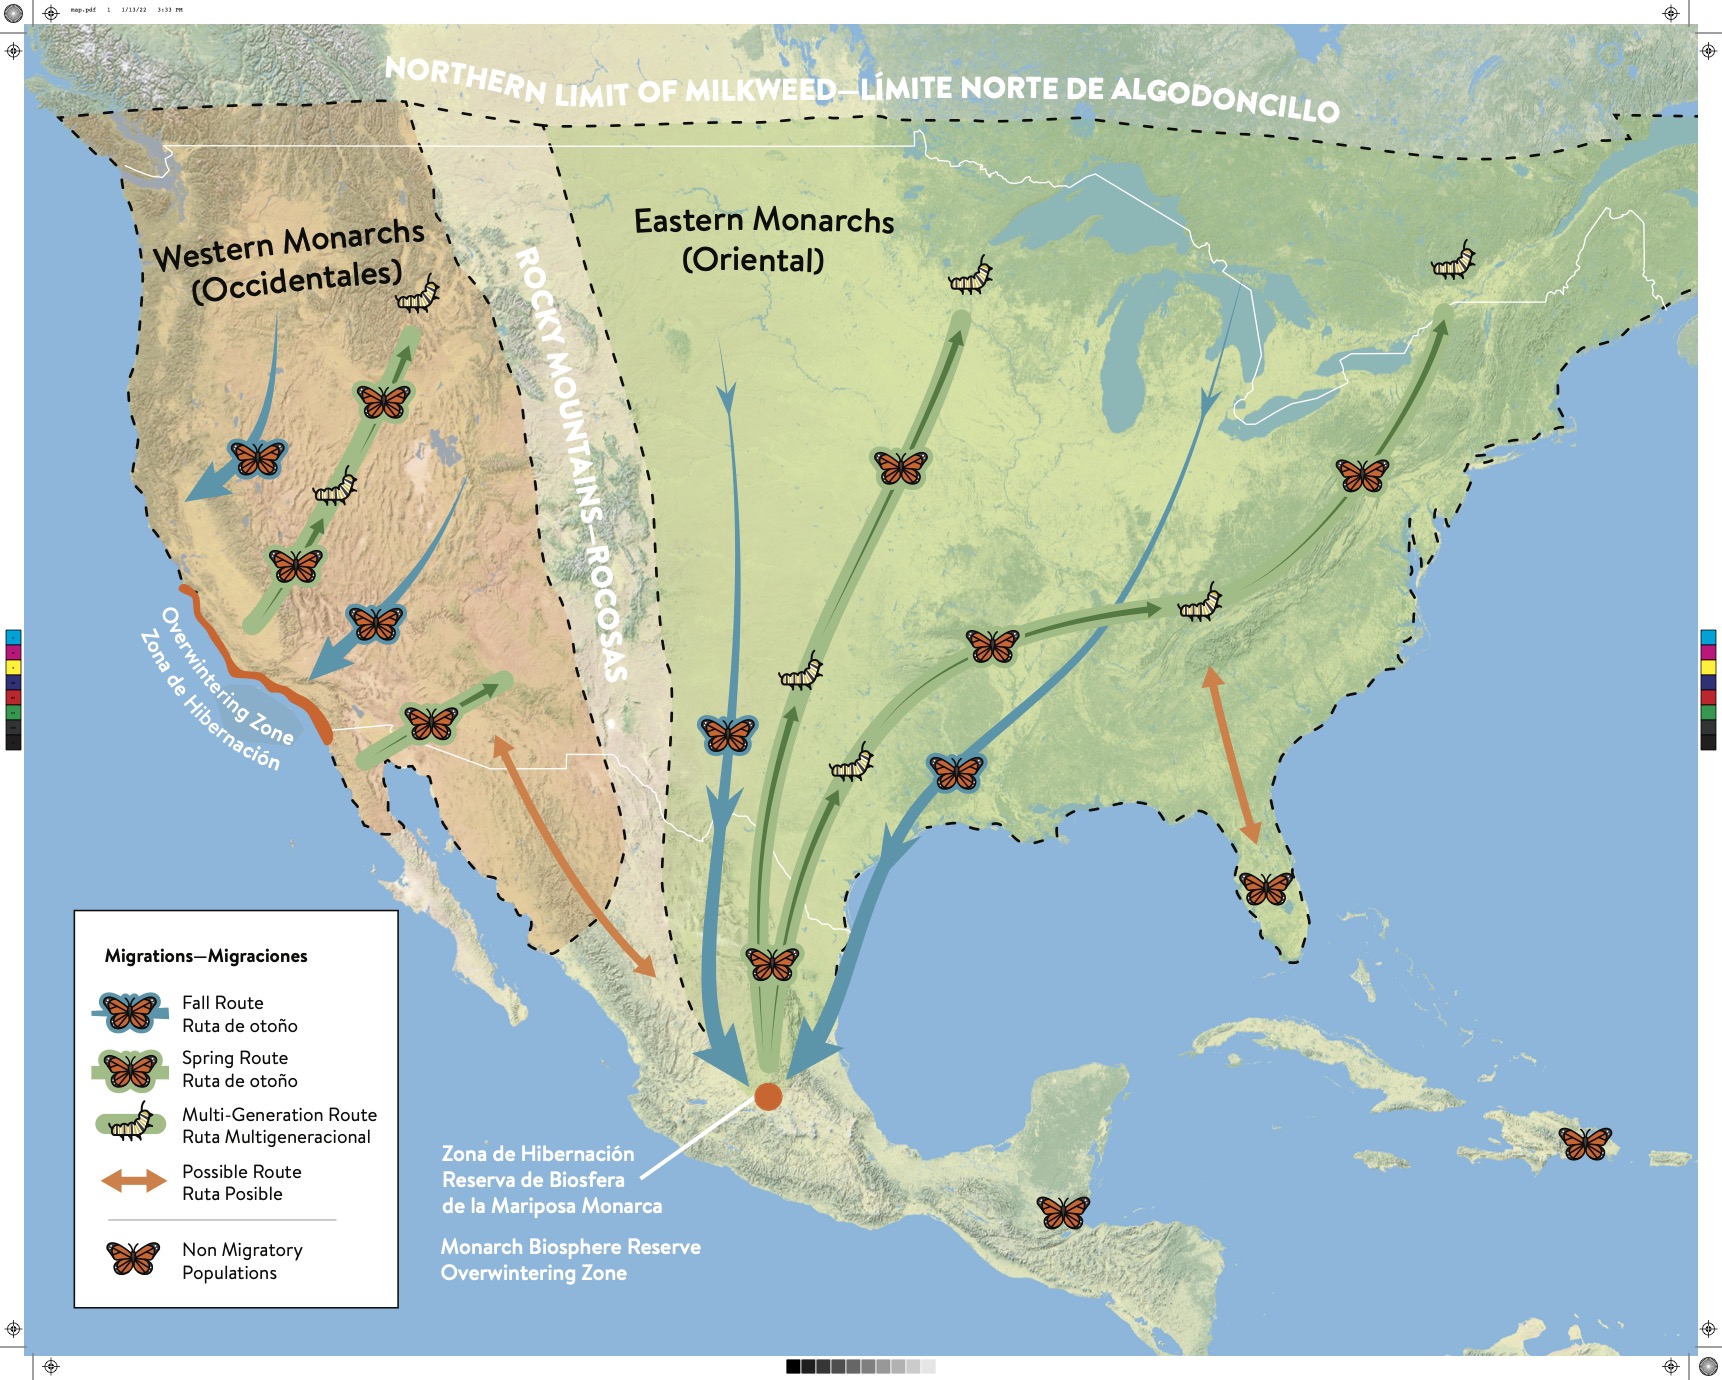 map.pdf 1 1/13/22 3:33 PM
NORTHERN LIMIT OF MILKWEED—LÍMITE NORTE DE ALGODONCILLO
Western Monarchs
(Occidentales)
Eastern Monarchs
(Oriental)
ROCKY MOUNTAINS—ROCOSAS
Overwintering Zone
Zona de Hibernación
Migrations—Migraciones
Fall Route
Ruta de otoño
Spring Route
Ruta de otoño
Multi-Generation Route
Ruta Multigeneracional
Possible Route
Ruta Posible
Non Migratory
Populations
Zona de Hibernación
Reserva de Biosfera
de la Mariposa Monarca
Monarch Biosphere Reserve
Overwintering Zone